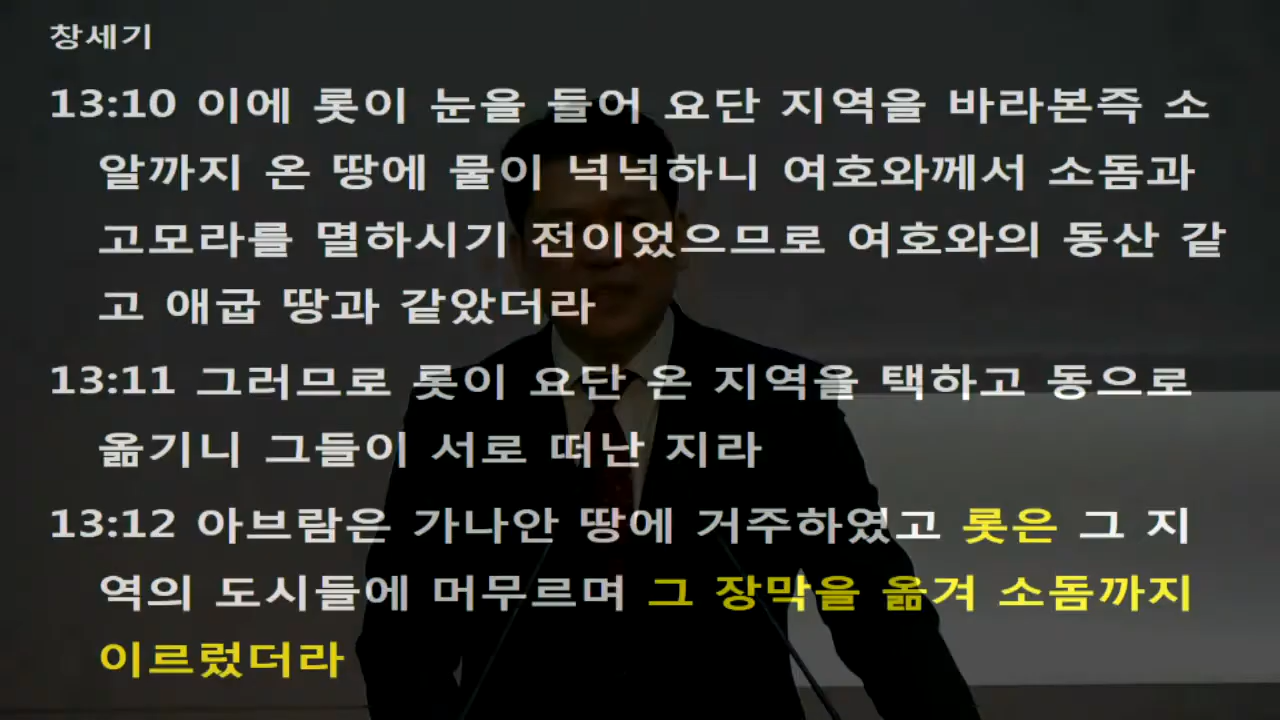 창세기
13:10 이에 롯이 눈을 들어 요단 지역을 바라본즉 소
알까지 온 땅에 물이 넉넉하니 여호와께서 소돔과
고모라를 멸하시기 전이었으므로 여호와의 동산 같
고 애굽 땅과 같았더라
13:11 그러므로 롯이 요단 온 지역을 택하고 동으로
옮기니 그들이 서로 떠난 지라
13:12 아브람은 가나안 땅에 거주하였고 롯은 그 지
역의 도시들에 머무르며 그 장막을 옮겨 소돔까지
이르렀더라